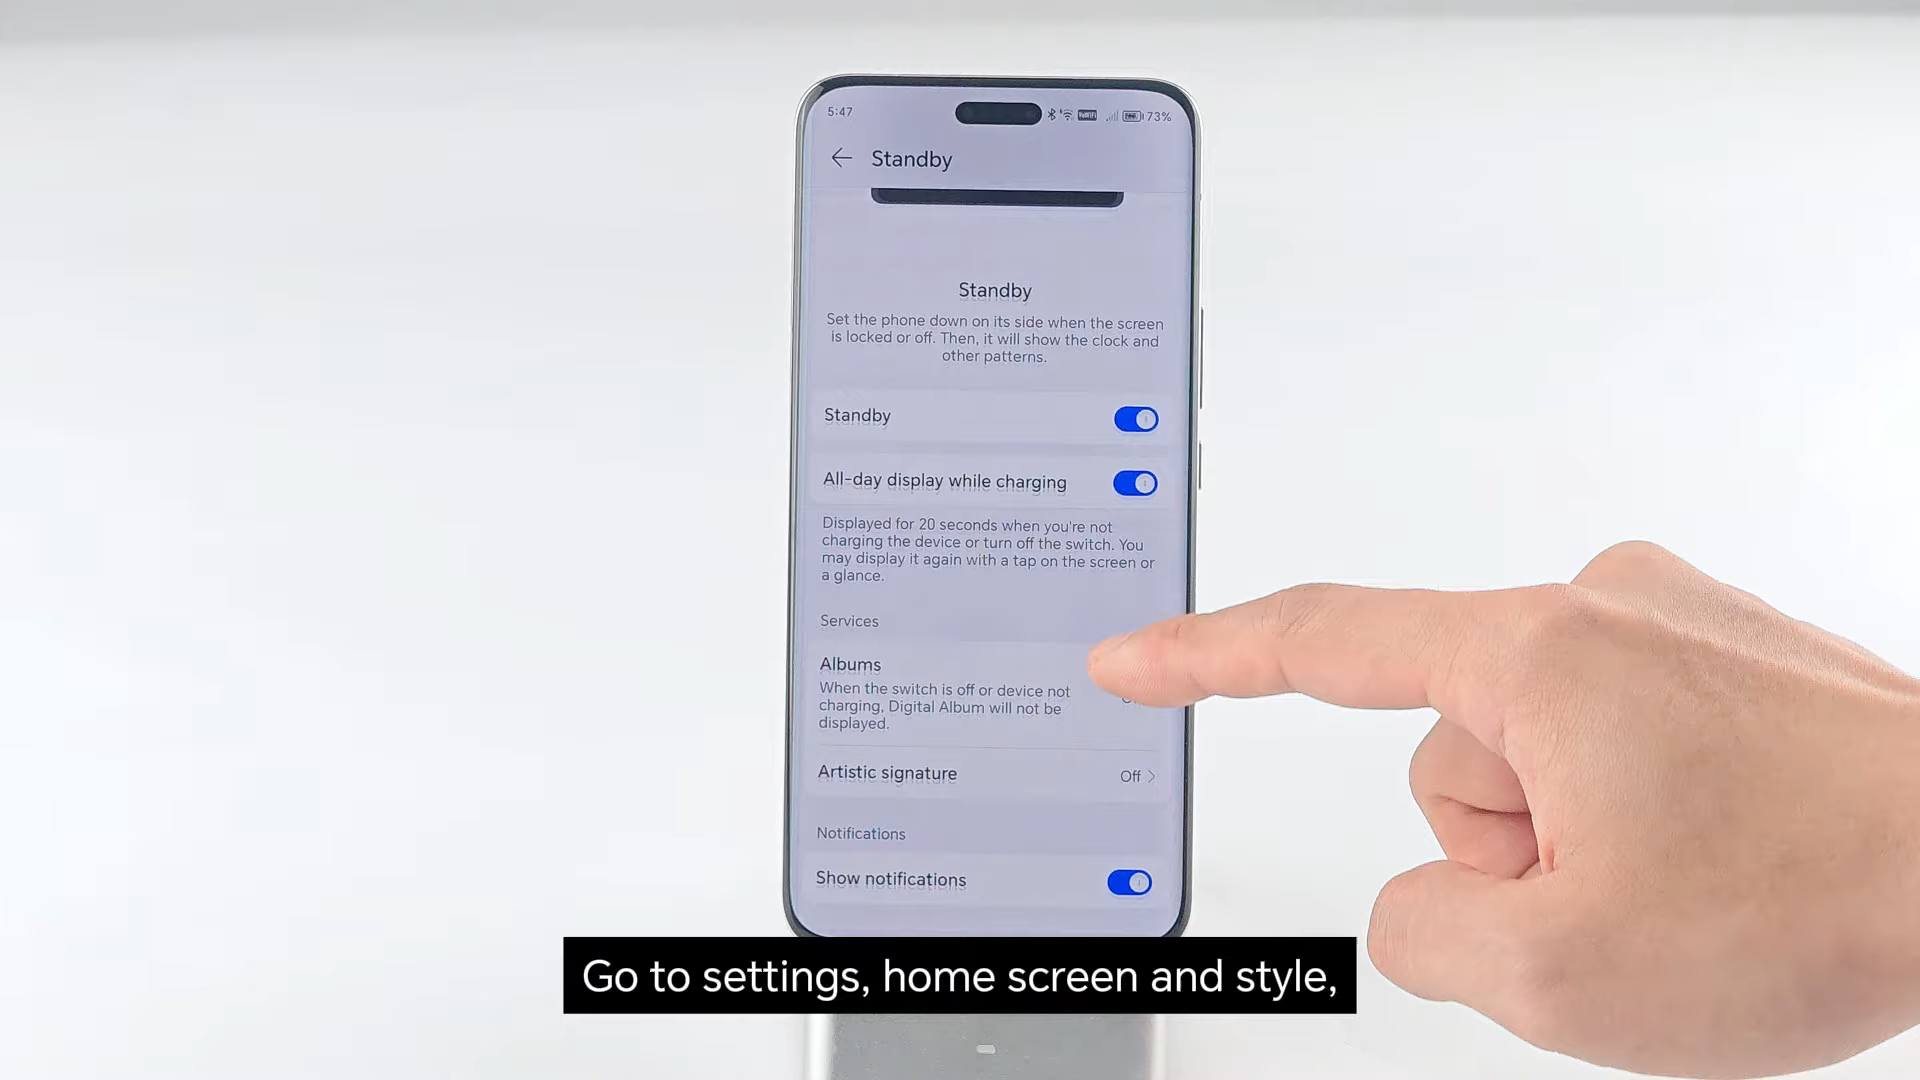 5:47
73%
Standby
Standby
Set the phone down on its side when the screen
is locked or off. Then, it will show the clock and
other patterns.
Standby
All-day display while charging
Displayed for 20 seconds when you're not
charging the device or turn off the switch. You
may display it again with a tap on the screen or
a glance.
Services
Albums
When the switch is off or device not
charging, Digital Album will not be
displayed.
Artistic signature
Off
Notifications
Show notifications
Go to settings, home screen and style,